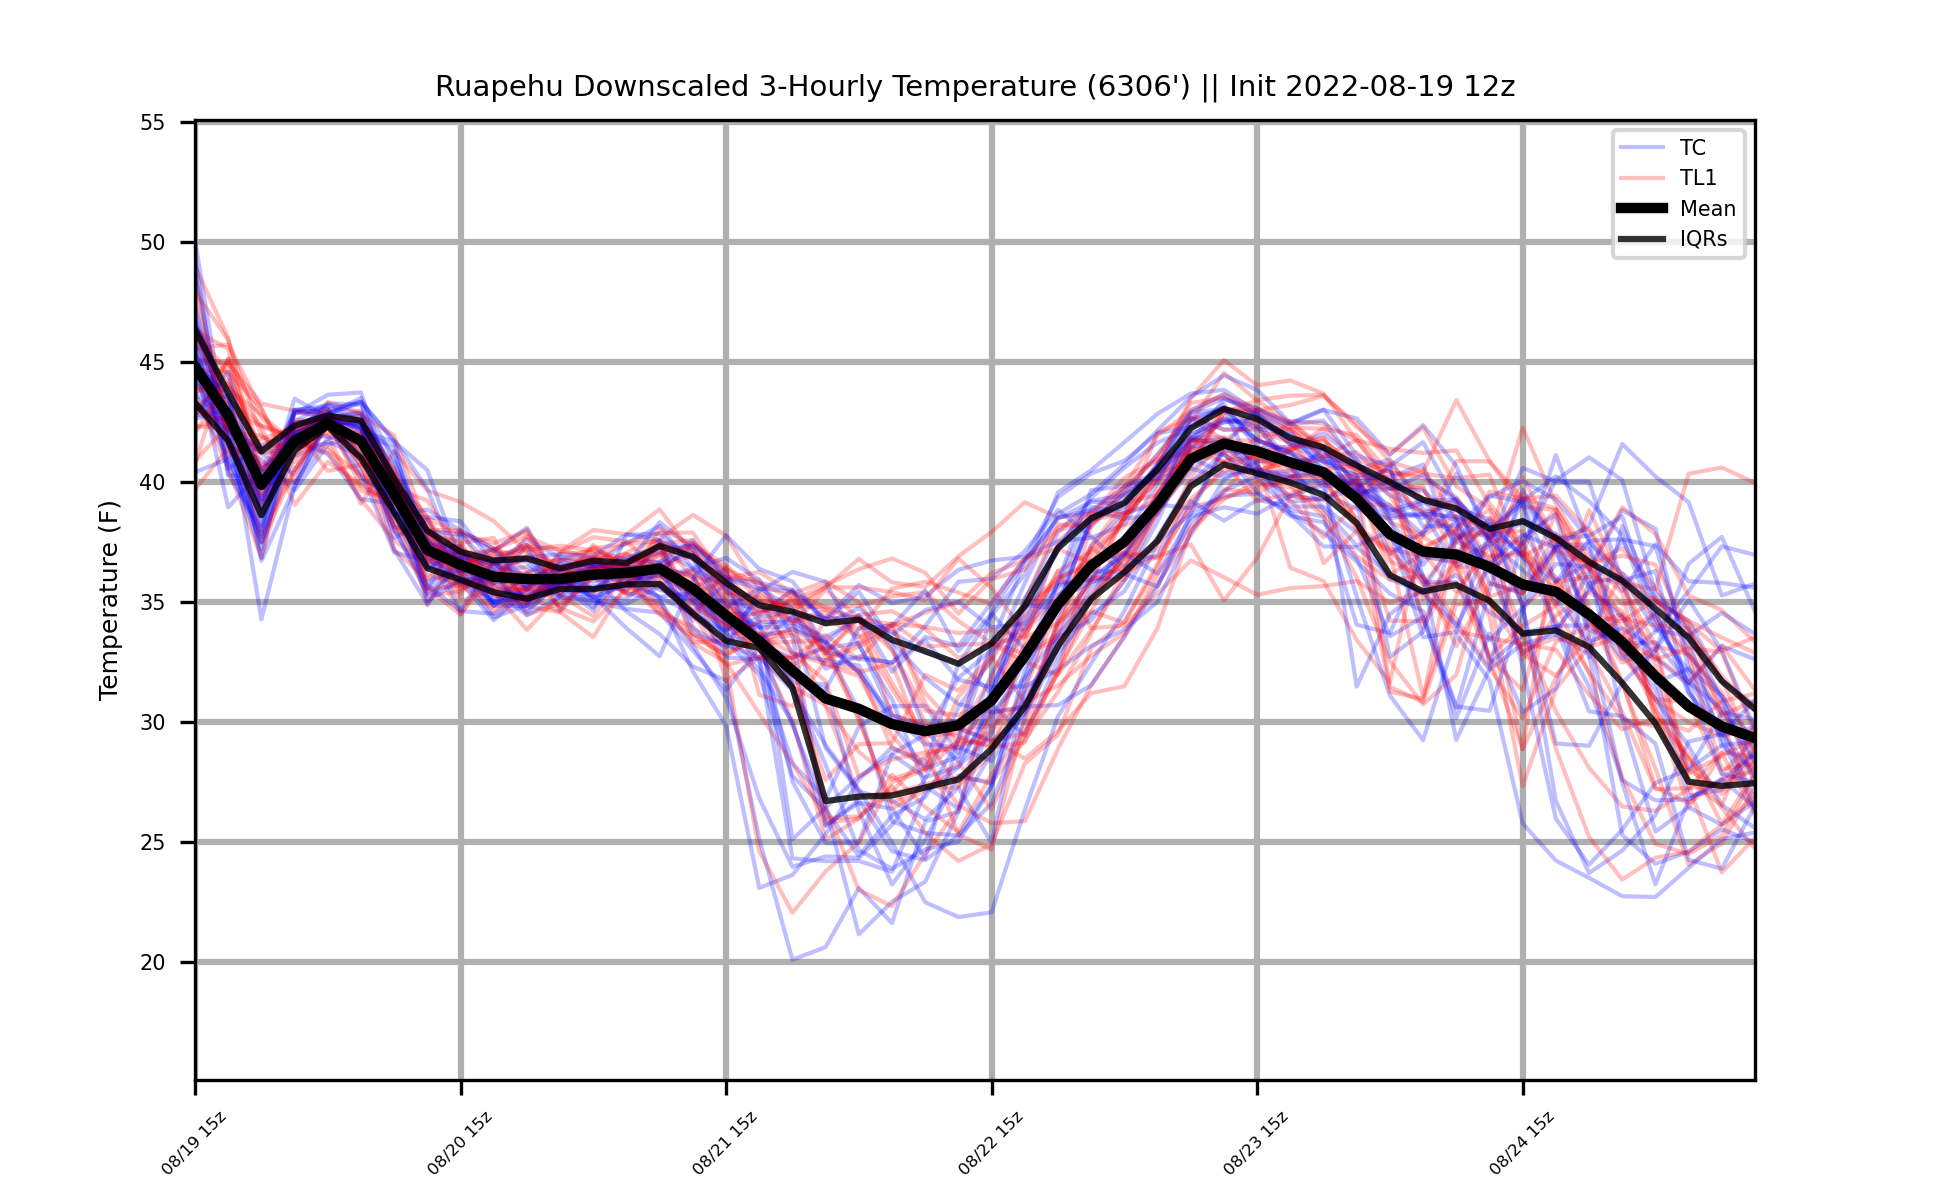 Ruapehu Downscaled 3-Hourly Temperature (6306') || Init 2022-08-19 12z
Temperature (F)
55
50
45
40
35
30
25
20
TC
TL1
Mean
IQRs
08/19 15z
08/20 15z
08/21 15z
08/22 15z
08/23 15z
08/24 15z